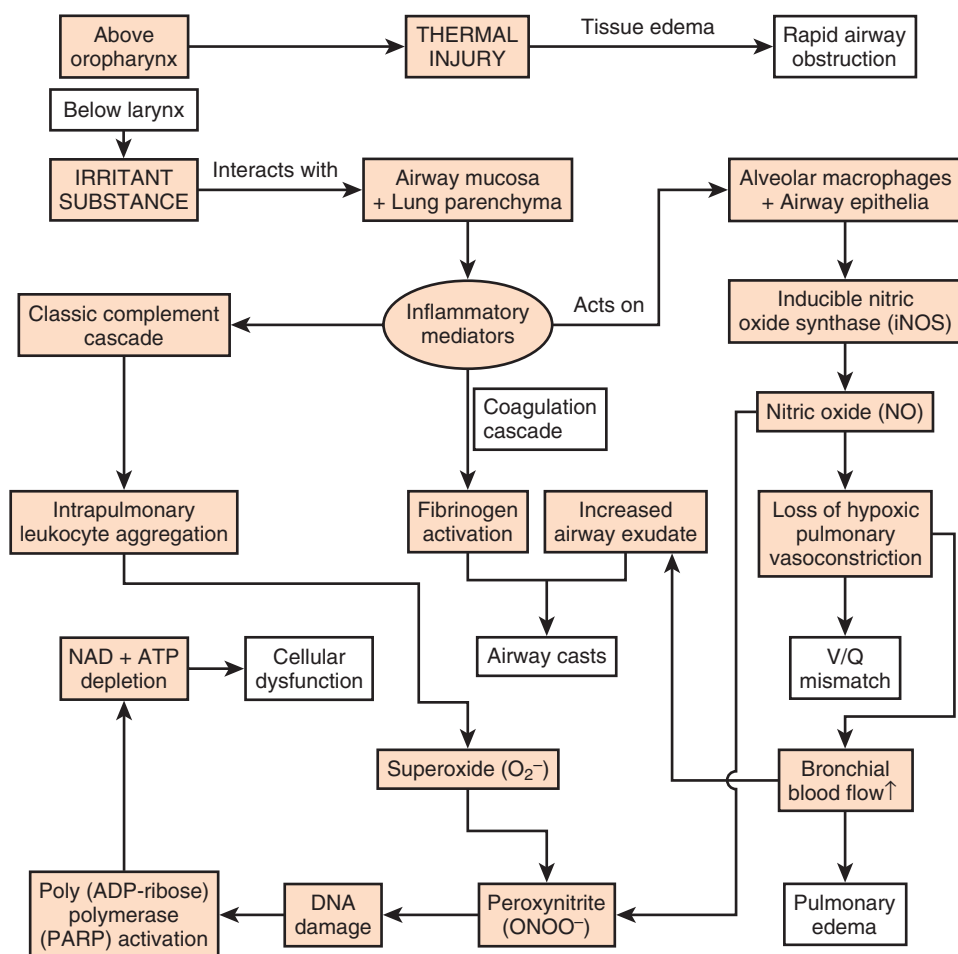 Above
oropharynx
THERMAL
INJURY
Tissue edema
Rapid airway
obstruction
Below larynx
IRRITANT
SUBSTANCE
Interacts with
Airway mucosa
+ Lung parenchyma
Alveolar macrophages
+ Airway epithelia
Classic complement
cascade
Inflammatory
mediators
Acts on
Inducible nitric
oxide synthase (iNOS)
Coagulation
cascade
Nitric oxide (NO)
Intrapulmonary
leukocyte aggregation
Fibrinogen
activation
Increased
airway exudate
Loss of hypoxic
pulmonary
vasoconstriction
NAD + ATP
depletion
Cellular
dysfunction
Airway casts
V/Q
mismatch
Superoxide (O₂⁻)
Bronchial
blood flow↑
Poly (ADP-ribose)
polymerase
(PARP) activation
DNA
damage
Peroxynitrite
(ONOO⁻)
Pulmonary
edema